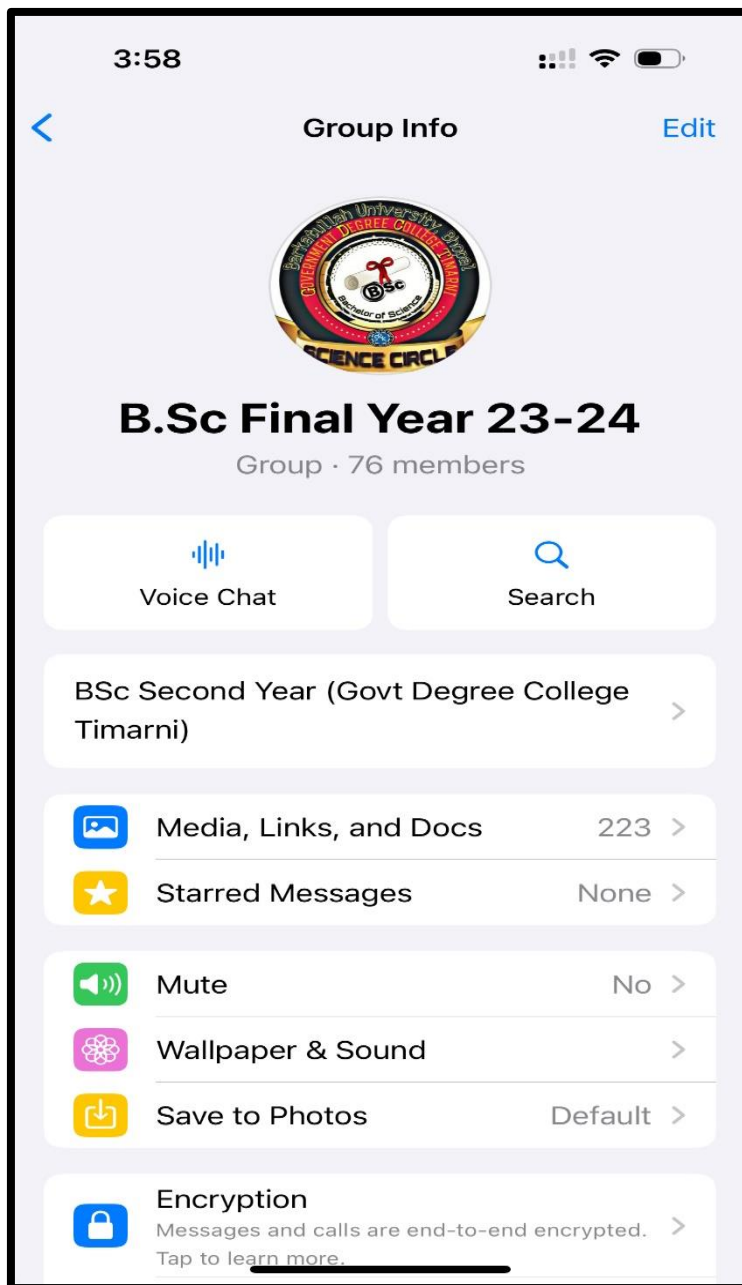 3:58
Group Info
Edit
Barkatullah University, Bhopal
GOVERNMENT DEGREE COLLEGE TIMARNI
BSc
Bachelor of Science
SCIENCE CIRCLE
B.Sc Final Year 23-24
Group · 76 members
Voice Chat
Search
BSc Second Year (Govt Degree College
Timarni)
Media, Links, and Docs 223
Starred Messages None
Mute No
Wallpaper & Sound
Save to Photos Default
Encryption
Messages and calls are end-to-end encrypted.
Tap to learn more.